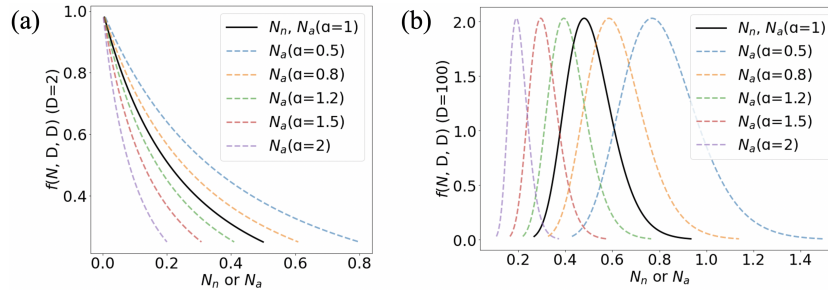 (a)
f(N, D, D) (D=2)
1.0
0.8
0.6
0.4
0.0 0.2 0.4 0.6 0.8
Nₙ or Nₐ
Nₙ, Nₐ(α=1)
Nₐ(α=0.5)
Nₐ(α=0.8)
Nₐ(α=1.2)
Nₐ(α=1.5)
Nₐ(α=2)
(b)
f(N, D, D) (D=100)
2.0
1.5
1.0
0.5
0.0
0.2 0.4 0.6 0.8 1.0 1.2 1.4
Nₙ or Nₐ
Nₙ, Nₐ(α=1)
Nₐ(α=0.5)
Nₐ(α=0.8)
Nₐ(α=1.2)
Nₐ(α=1.5)
Nₐ(α=2)